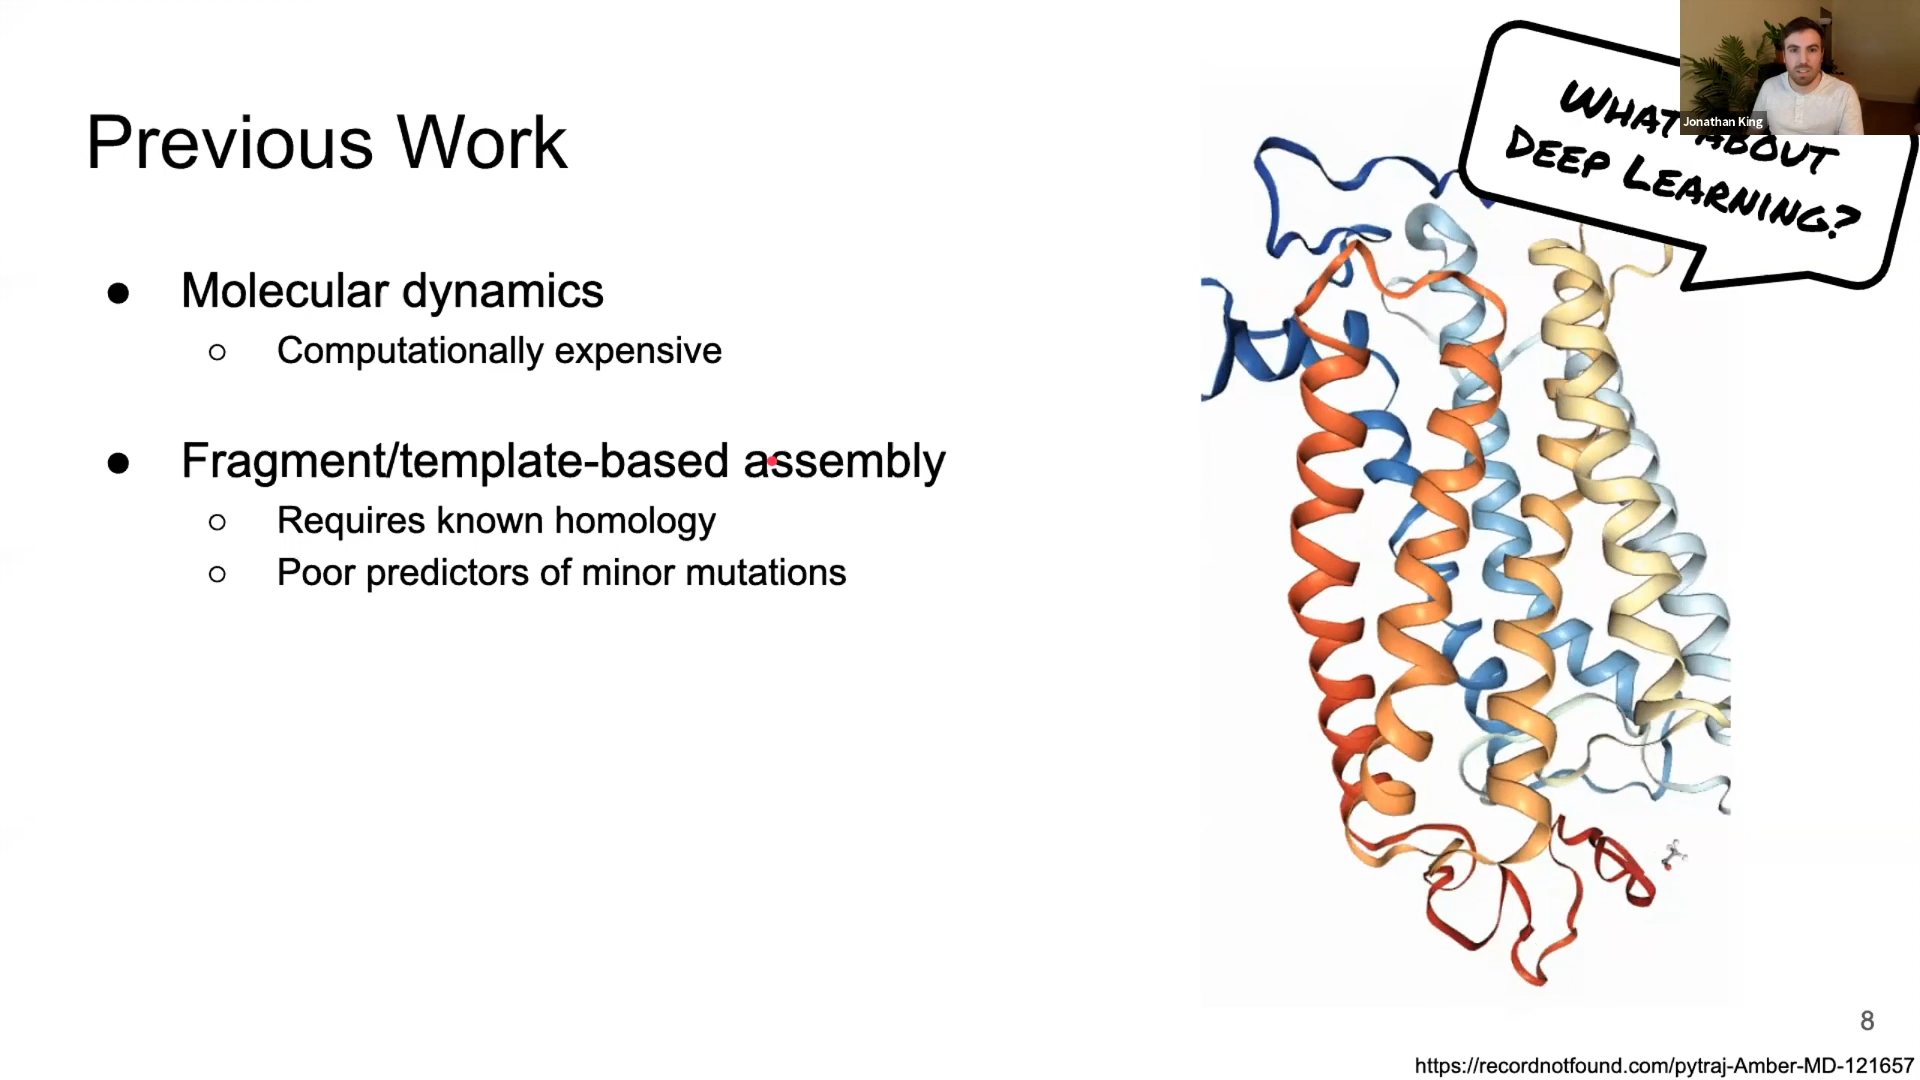 Previous Work
WHAT ABOUT
DEEP LEARNING?
Jonathan King
● Molecular dynamics
○ Computationally expensive
● Fragment/template-based assembly
○ Requires known homology
○ Poor predictors of minor mutations
8
https://recordnotfound.com/pytraj-Amber-MD-121657